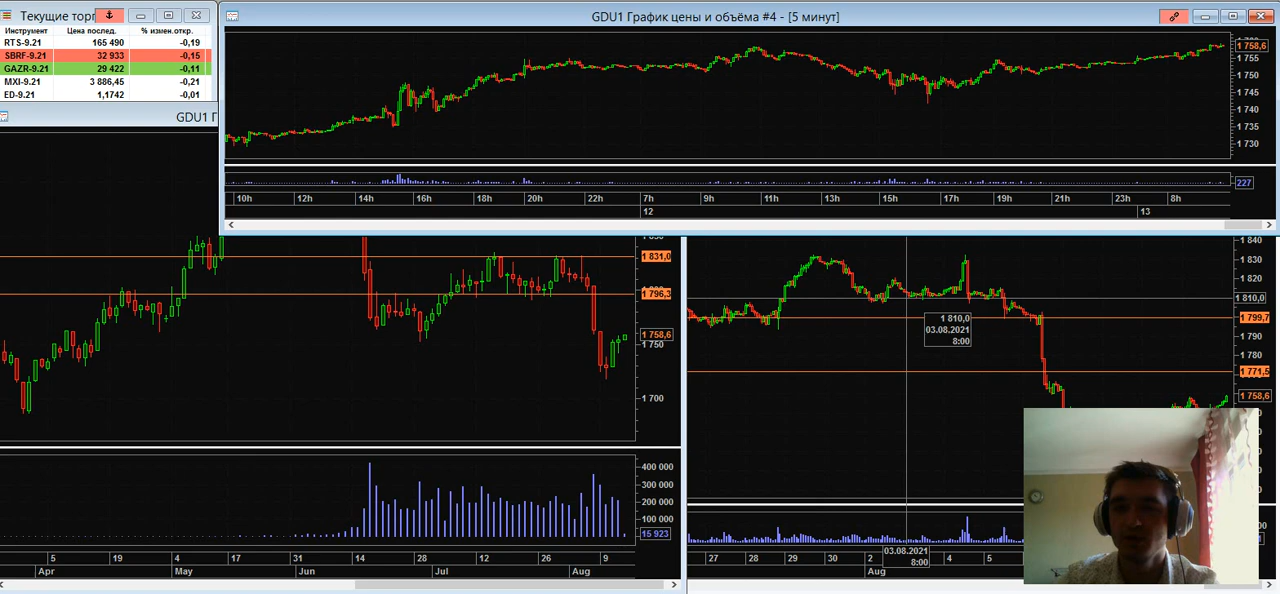 Текущие торг
Инструмент Цена послед. % измен.откр.
RTS-9.21 165 490 -0,19
SBRF-9.21 32 933 -0,15
GAZR-9.21 29 422 -0,11
MXI-9.21 3 886,45 -0,21
ED-9.21 1,1742 -0,01
GDU1 Г
GDU1 График цены и объёма #4 - [5 минут]
1 758,6
1 755
1 750
1 745
1 740
1 735
1 730
227
10h 12h 14h 16h 18h 20h 22h 7h 9h 11h 13h 15h 17h 19h 21h 23h 8h
12 13
1 831,0
1 796,3
1 758,6
1 750
1 700
400 000
300 000
200 000
100 000
15 923
5 19 4 17 31 14 28 12 26 9
Apr May Jun Jul Aug
1 840
1 830
1 820
1 810,0
1 799,7
1 790
1 780
1 771,5
1 758,6
1 810,0
03.08.2021
8:00
27 28 29 30 2 03.08.2021 4 5
Aug 8:00